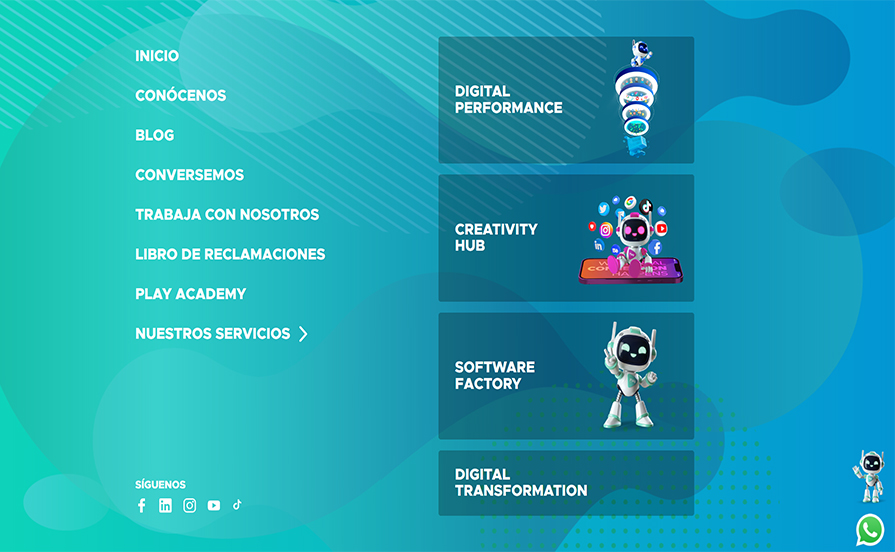 INICIO
CONÓCENOS
BLOG
CONVERSEMOS
TRABAJA CON NOSOTROS
LIBRO DE RECLAMACIONES
PLAY ACADEMY
NUESTROS SERVICIOS
SÍGUENOS
DIGITAL
PERFORMANCE
CREATIVITY
HUB
SOFTWARE
FACTORY
DIGITAL
TRANSFORMATION